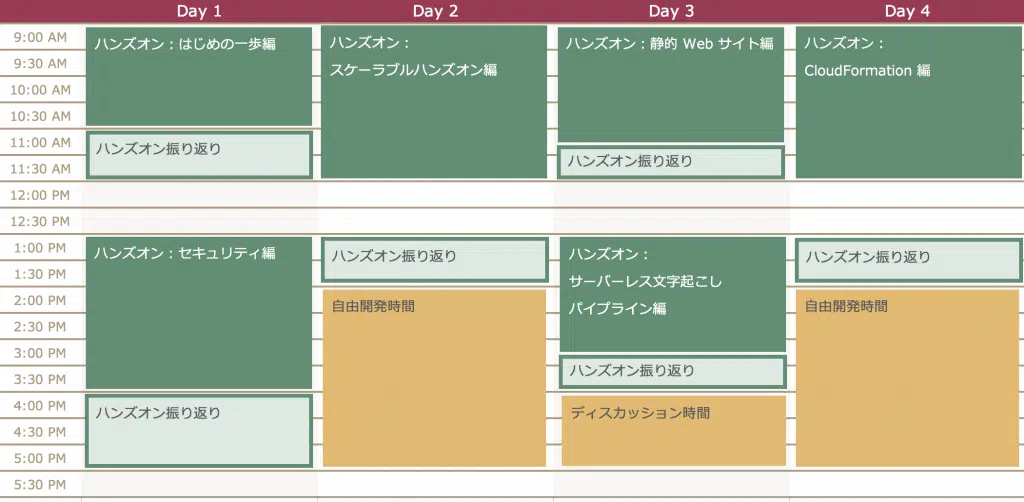 Day 1
Day 2
Day 3
Day 4
9:00 AM
9:30 AM
10:00 AM
10:30 AM
11:00 AM
11:30 AM
12:00 PM
12:30 PM
1:00 PM
1:30 PM
2:00 PM
2:30 PM
3:00 PM
3:30 PM
4:00 PM
4:30 PM
5:00 PM
5:30 PM
ハンズオン：はじめの一歩編
ハンズオン振り返り
ハンズオン：セキュリティ編
ハンズオン振り返り
ハンズオン：
スケーラブルハンズオン編
ハンズオン振り返り
自由開発時間
ハンズオン：静的 Web サイト編
ハンズオン振り返り
ハンズオン：
サーバーレス文字起こし
パイプライン編
ハンズオン振り返り
ディスカッション時間
ハンズオン：
CloudFormation 編
ハンズオン振り返り
自由開発時間